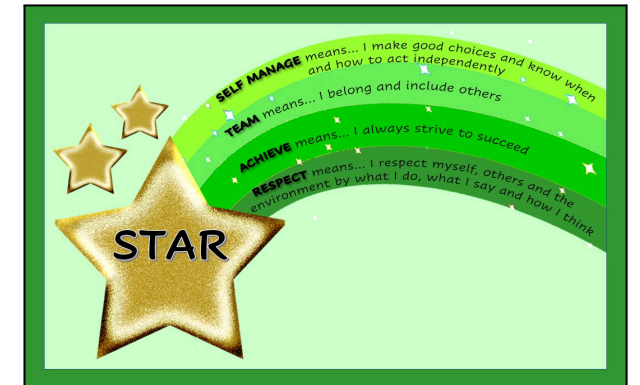 SELF MANAGE means... I make good choices and know when
and how to act independently
TEAM means... I belong and include others
ACHIEVE means... I always strive to succeed
RESPECT means... I respect myself, others and the
environment by what I do, what I say and how I think
STAR